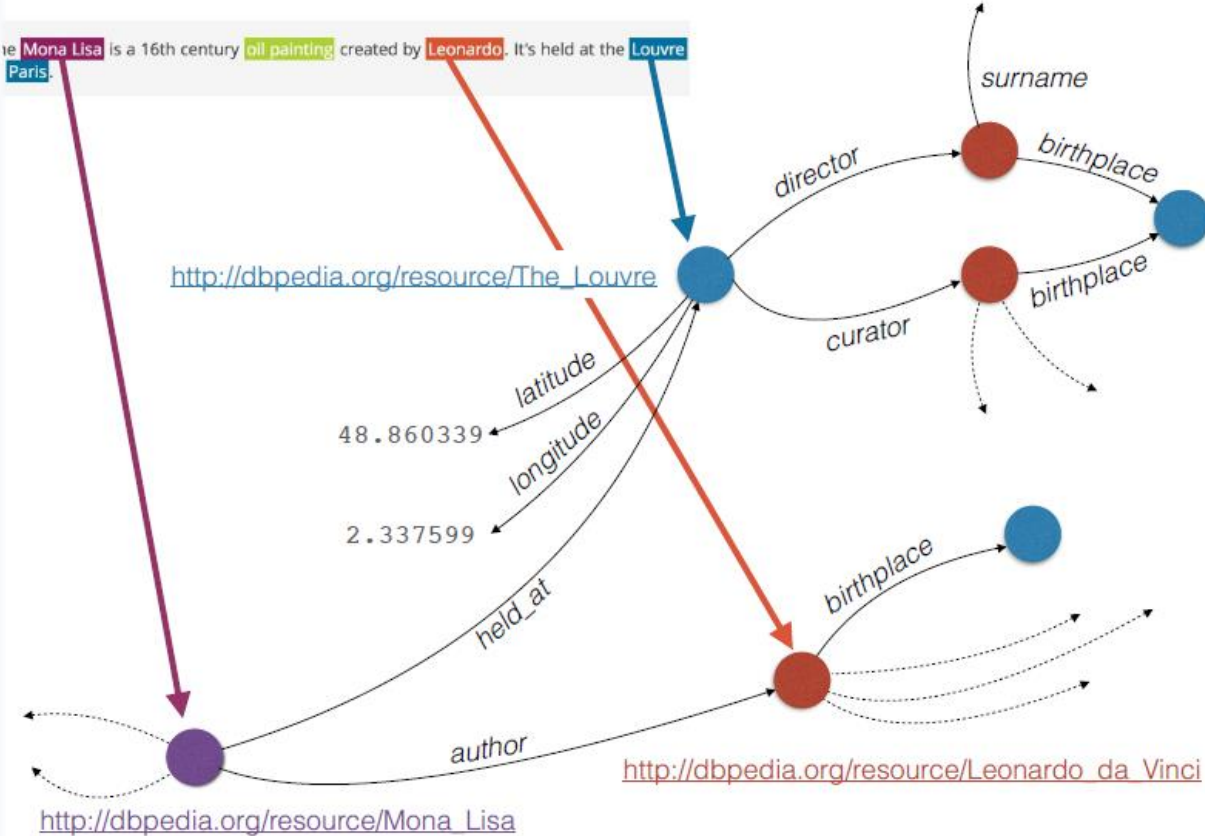 he Mona Lisa is a 16th century oil painting created by Leonardo. It's held at the Louvre
Paris.
surname
director
birthplace
http://dbpedia.org/resource/The_Louvre
birthplace
curator
latitude
48.860339
longitude
2.337599
birthplace
held_at
author
http://dbpedia.org/resource/Leonardo_da_Vinci
http://dbpedia.org/resource/Mona_Lisa